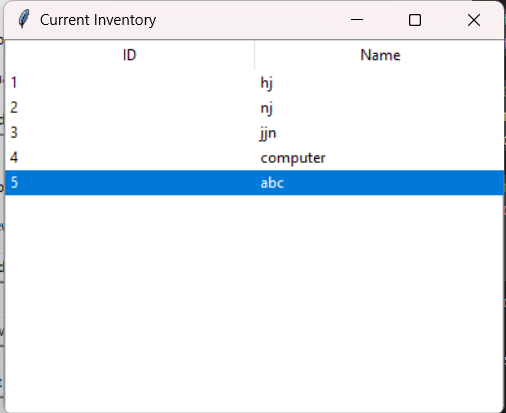 Current Inventory
ID Name
1 hj
2 nj
3 jjn
4 computer
5 abc